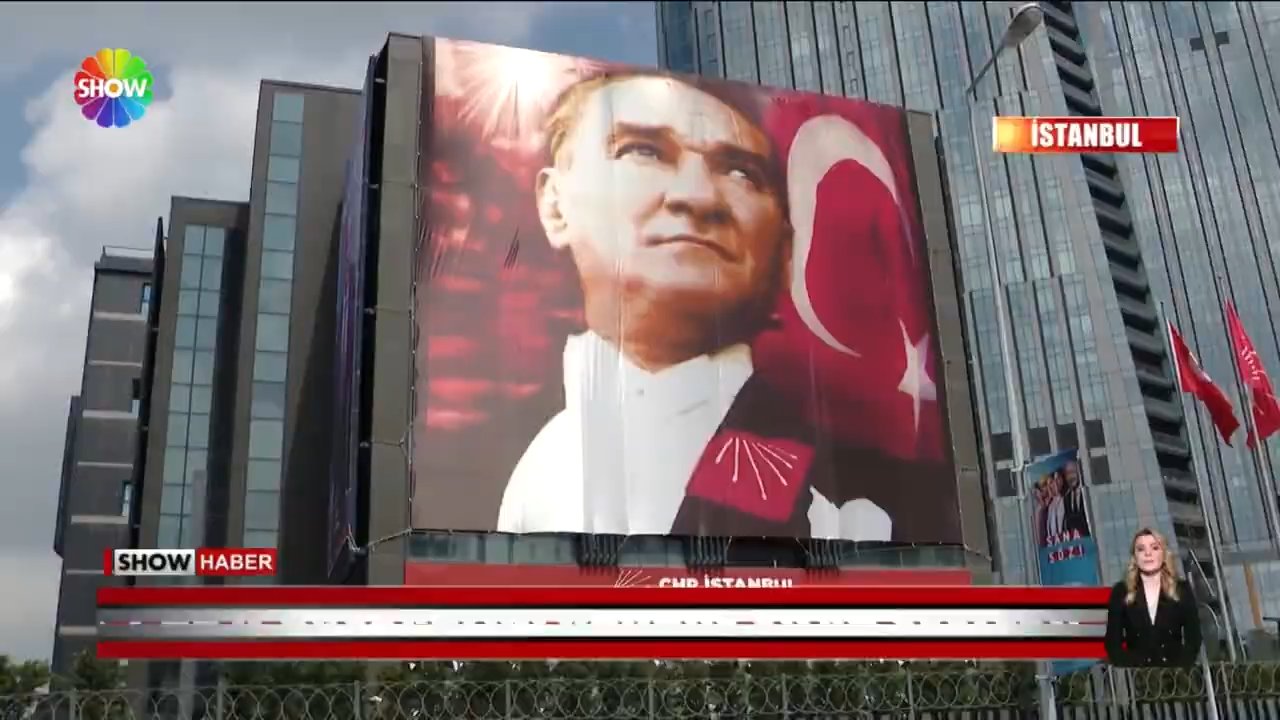 SHOW
İSTANBUL
SANA
SÖZ!
SHOW HABER
CHP İSTANBUL